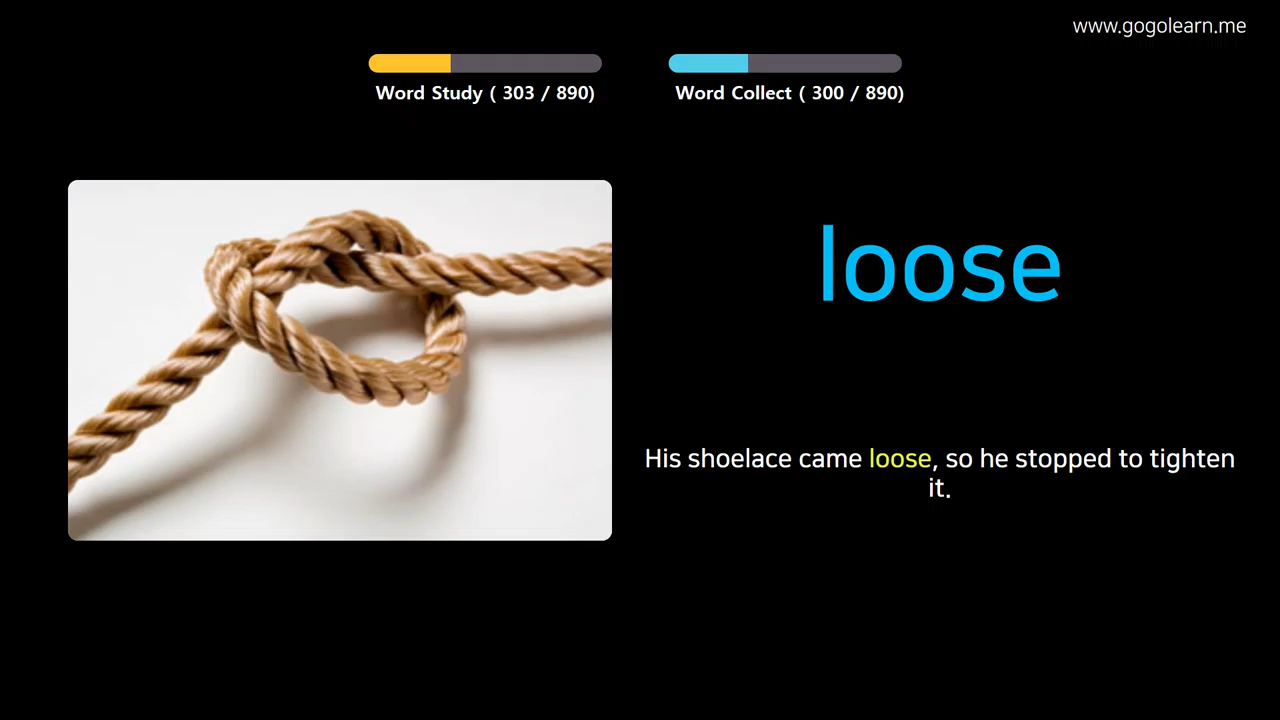 www.gogolearn.me
Word Study ( 303 / 890)
Word Collect ( 300 / 890)
loose
His shoelace came loose, so he stopped to tighten
it.